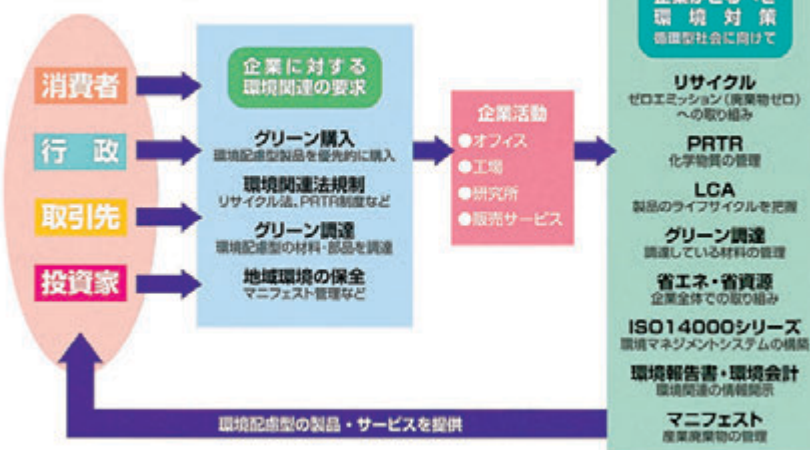 消費者
行 政
取引先
投資家
企業に対する
環境関連の要求
グリーン購入
環境配慮型製品を優先的に購入
環境関連法規制
リサイクル法、PRTR制度など
グリーン調達
環境配慮型の材料・部品を調達
地域環境の保全
マニフェスト管理など
企業活動
●オフィス
●工場
●研究所
●販売サービス
環境対策
循環型社会に向けて
リサイクル
ゼロエミッション(廃棄物ゼロ)
への取り組み
PRTR
化学物質の管理
LCA
製品のライフサイクルを把握
グリーン調達
調達している材料の管理
省エネ・省資源
企業全体での取り組み
ISO14000シリーズ
環境マネジメントシステムの構築
環境報告書・環境会計
環境関連の情報開示
マニフェスト
産業廃棄物の管理
環境配慮型の製品・サービスを提供